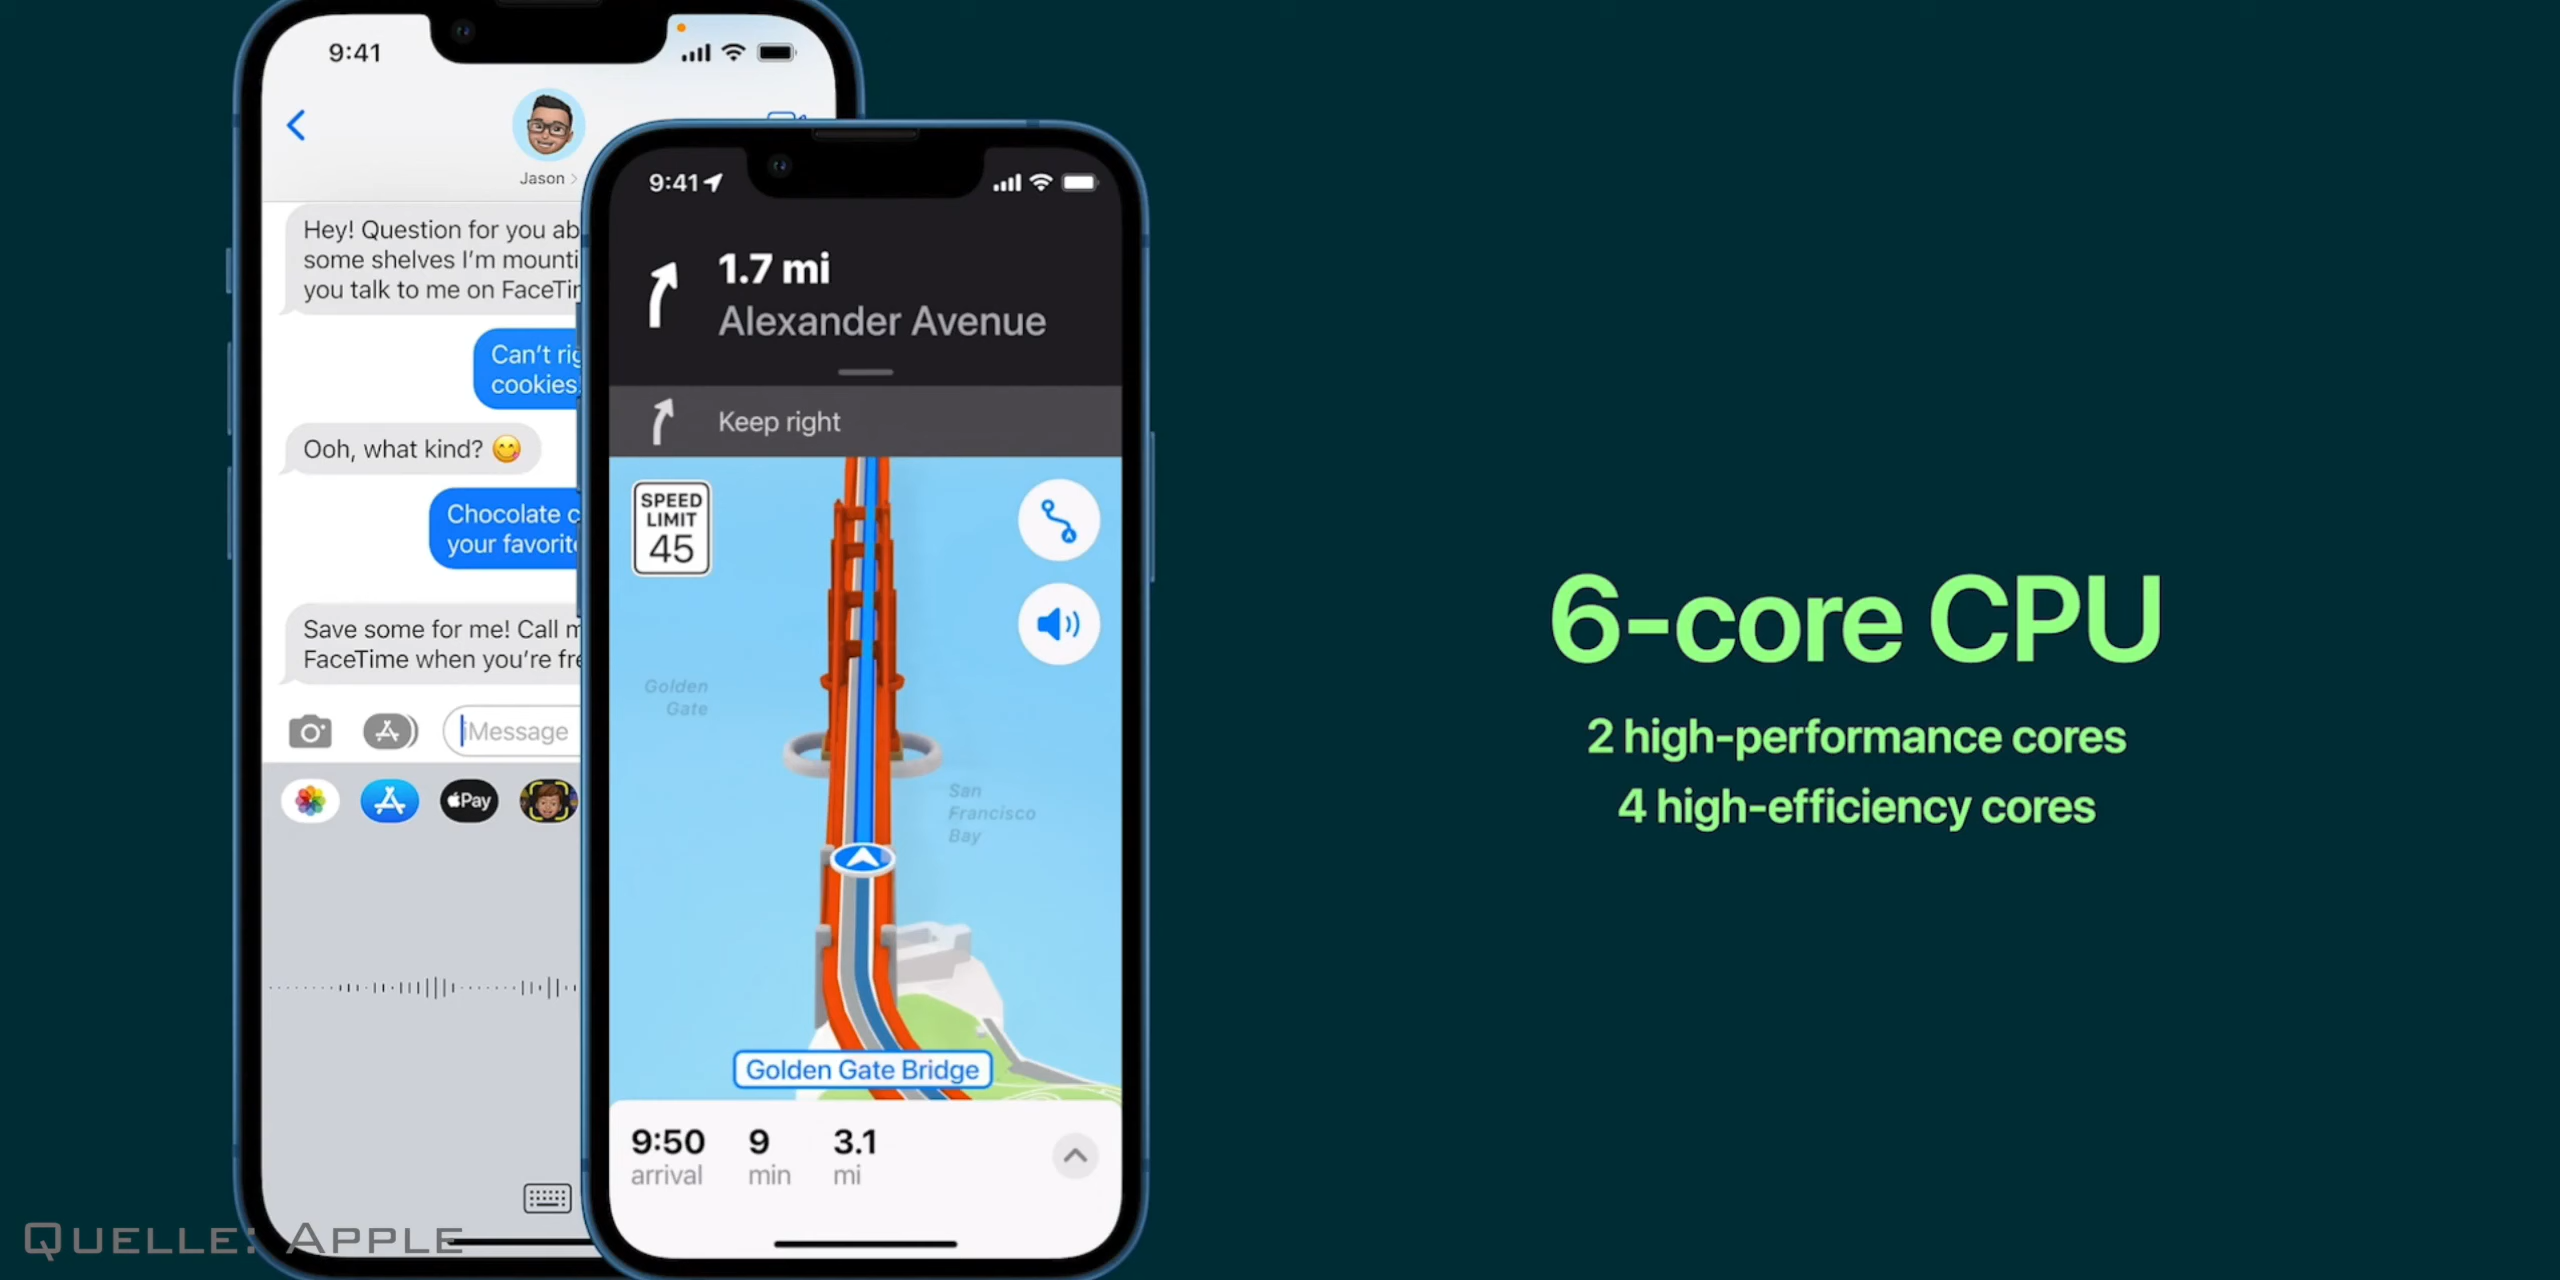 9:41
Jason
Hey! Question for you ab
some shelves I'm mounti
you talk to me on FaceTi
Can't rig
cookies.
Ooh, what kind? 😋
Chocolate c
your favorite
Save some for me! Call m
FaceTime when you're fre
iMessage
Pay
9:41
1.7 mi
Alexander Avenue
Keep right
SPEED
LIMIT
45
Golden
Gate
San
Francisco
Bay
Golden Gate Bridge
9:50 9 3.1
arrival min mi
6-core CPU
2 high-performance cores
4 high-efficiency cores
QUELLE: APPLE